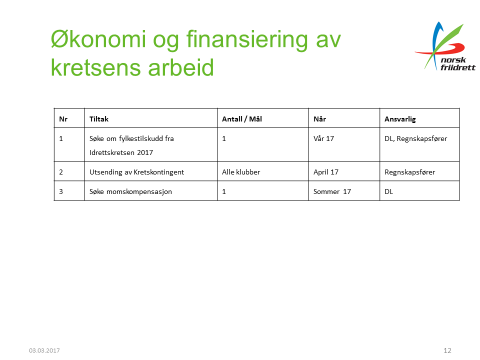 Økonomi og finansiering av
kretsens arbeid
norsk
friidrett
Nr Tiltak Antall / Mål Når Ansvarlig
1 Søke om fylkestilskudd fra 1 Vår 17 DL, Regnskapsfører
Idrettskretsen 2017
2 Utsending av Kretskontingent Alle klubber April 17 Regnskapsfører
3 Søke momskompensasjon 1 Sommer 17 DL
03.03.2017 12